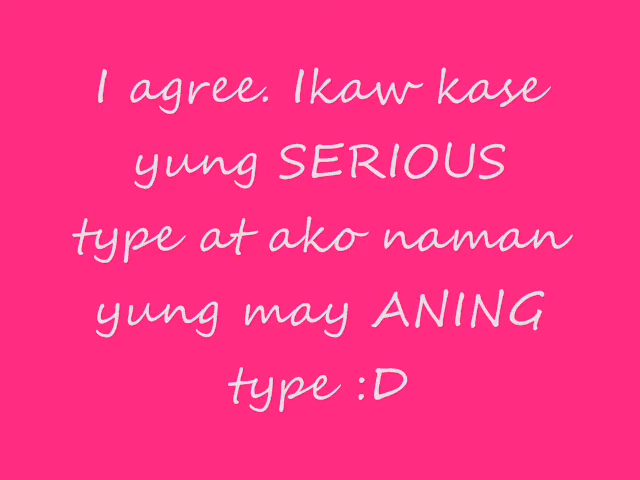 I agree. Ikaw kase
yung SERIOUS
type at ako naman
yung may ANING
type :D